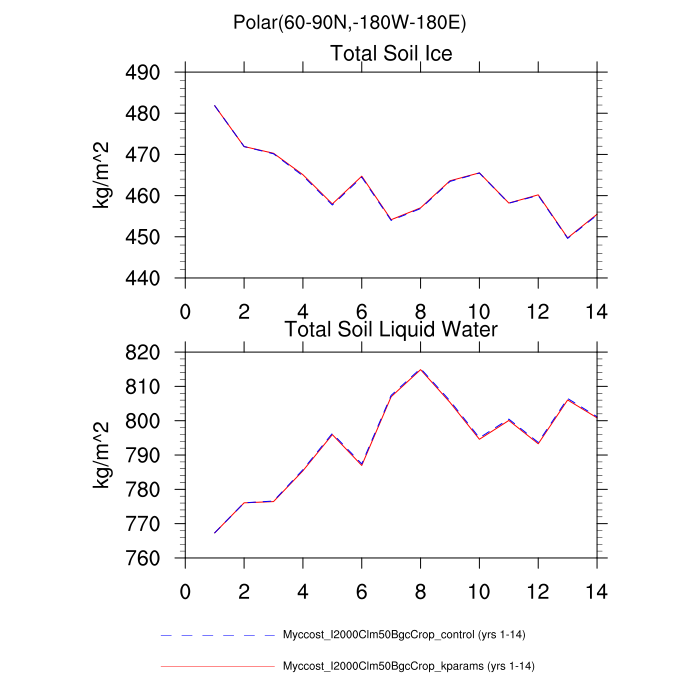 Polar(60-90N,-180W-180E)
Total Soil Ice
490
480
470
460
450
440
kg/m^2
0 2 4 6 8 10 12 14
Total Soil Liquid Water
820
810
800
790
780
770
760
kg/m^2
0 2 4 6 8 10 12 14
Myccost_I2000Clm50BgcCrop_control (yrs 1-14)
Myccost_I2000Clm50BgcCrop_kparams (yrs 1-14)